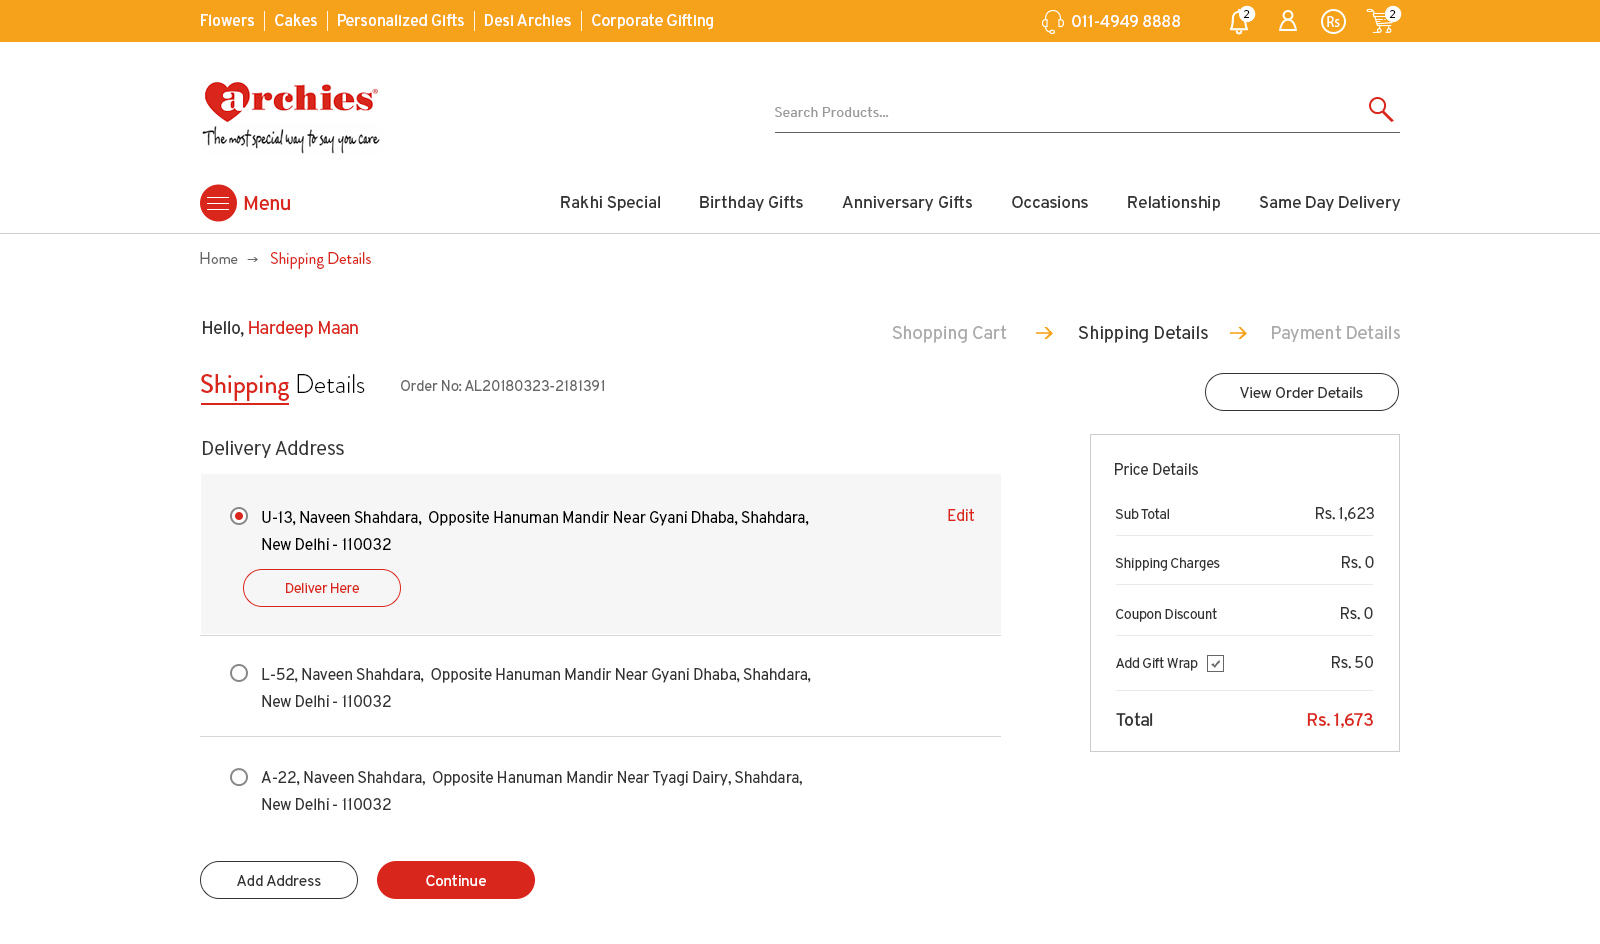 Flowers | Cakes | Personalized Gifts | Desi Archies | Corporate Gifting
011-4949 8888
2
Rs
2
archies®
The most special way to say you care
Search Products...
Menu
Rakhi Special
Birthday Gifts
Anniversary Gifts
Occasions
Relationship
Same Day Delivery
Home → Shipping Details
Hello, Hardeep Maan
Shopping Cart → Shipping Details → Payment Details
Shipping Details
Order No: AL20180323-2181391
View Order Details
Delivery Address
U-13, Naveen Shahdara, Opposite Hanuman Mandir Near Gyani Dhaba, Shahdara,
New Delhi - 110032
Edit
Deliver Here
L-52, Naveen Shahdara, Opposite Hanuman Mandir Near Gyani Dhaba, Shahdara,
New Delhi - 110032
A-22, Naveen Shahdara, Opposite Hanuman Mandir Near Tyagi Dairy, Shahdara,
New Delhi - 110032
Add Address
Continue
Price Details
Sub Total Rs. 1,623
Shipping Charges Rs. 0
Coupon Discount Rs. 0
Add Gift Wrap Rs. 50
Total Rs. 1,673